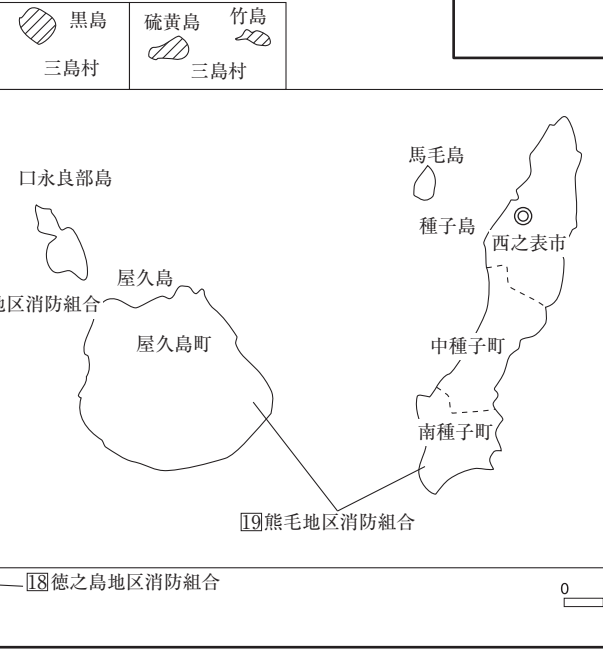 黒島
三島村
硫黄島
竹島
三島村
馬毛島
口永良部島
種子島
西之表市
屋久島
地区消防組合
屋久島町
中種子町
南種子町
19熊毛地区消防組合
18徳之島地区消防組合
0